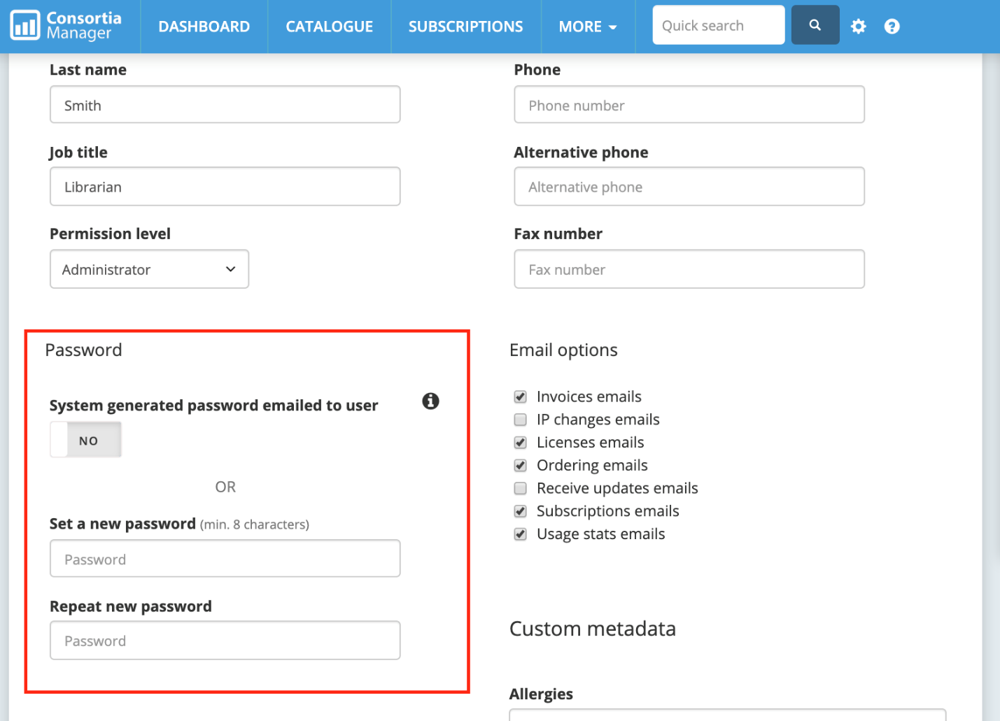 Consortia
Manager
DASHBOARD
CATALOGUE
SUBSCRIPTIONS
MORE
Quick search
Last name
Smith
Job title
Librarian
Permission level
Administrator
Phone
Phone number
Alternative phone
Alternative phone
Fax number
Fax number
Password
System generated password emailed to user
NO
OR
Set a new password (min. 8 characters)
Password
Repeat new password
Password
Email options
Invoices emails
IP changes emails
Licenses emails
Ordering emails
Receive updates emails
Subscriptions emails
Usage stats emails
Custom metadata
Allergies